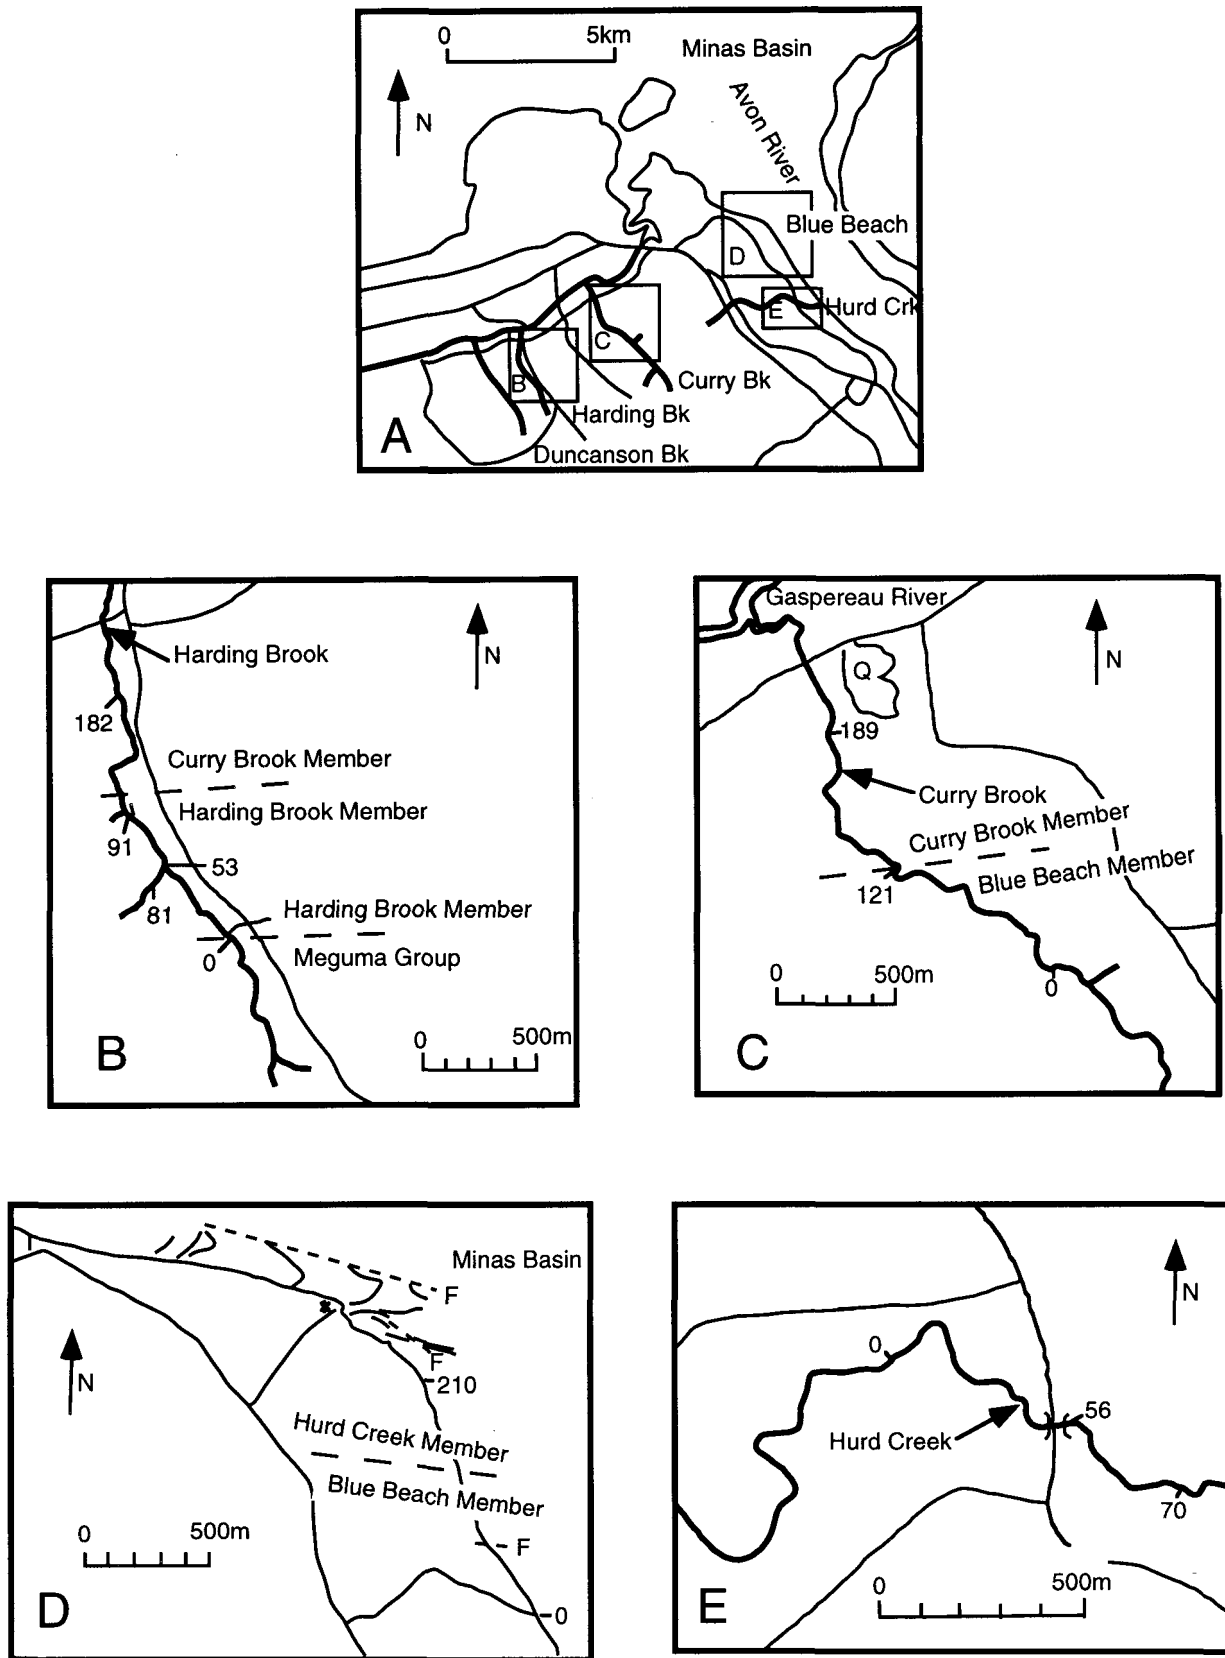 0 5km
Minas Basin
N
Avon River
Blue Beach
D
E
Hurd Crk
C
B
Curry Bk
Harding Bk
A
Duncanson Bk
Harding Brook
N
182
Curry Brook Member
Harding Brook Member
91
53
81
Harding Brook Member
0
Meguma Group
B
0 500m
Gaspereau River
Q
N
189
Curry Brook
Curry Brook Member
121
Blue Beach Member
0 500m
0
C
Minas Basin
F
F
N
210
Hurd Creek Member
Blue Beach Member
0 500m
F
D
0
N
0
56
Hurd Creek
70
0 500m
E